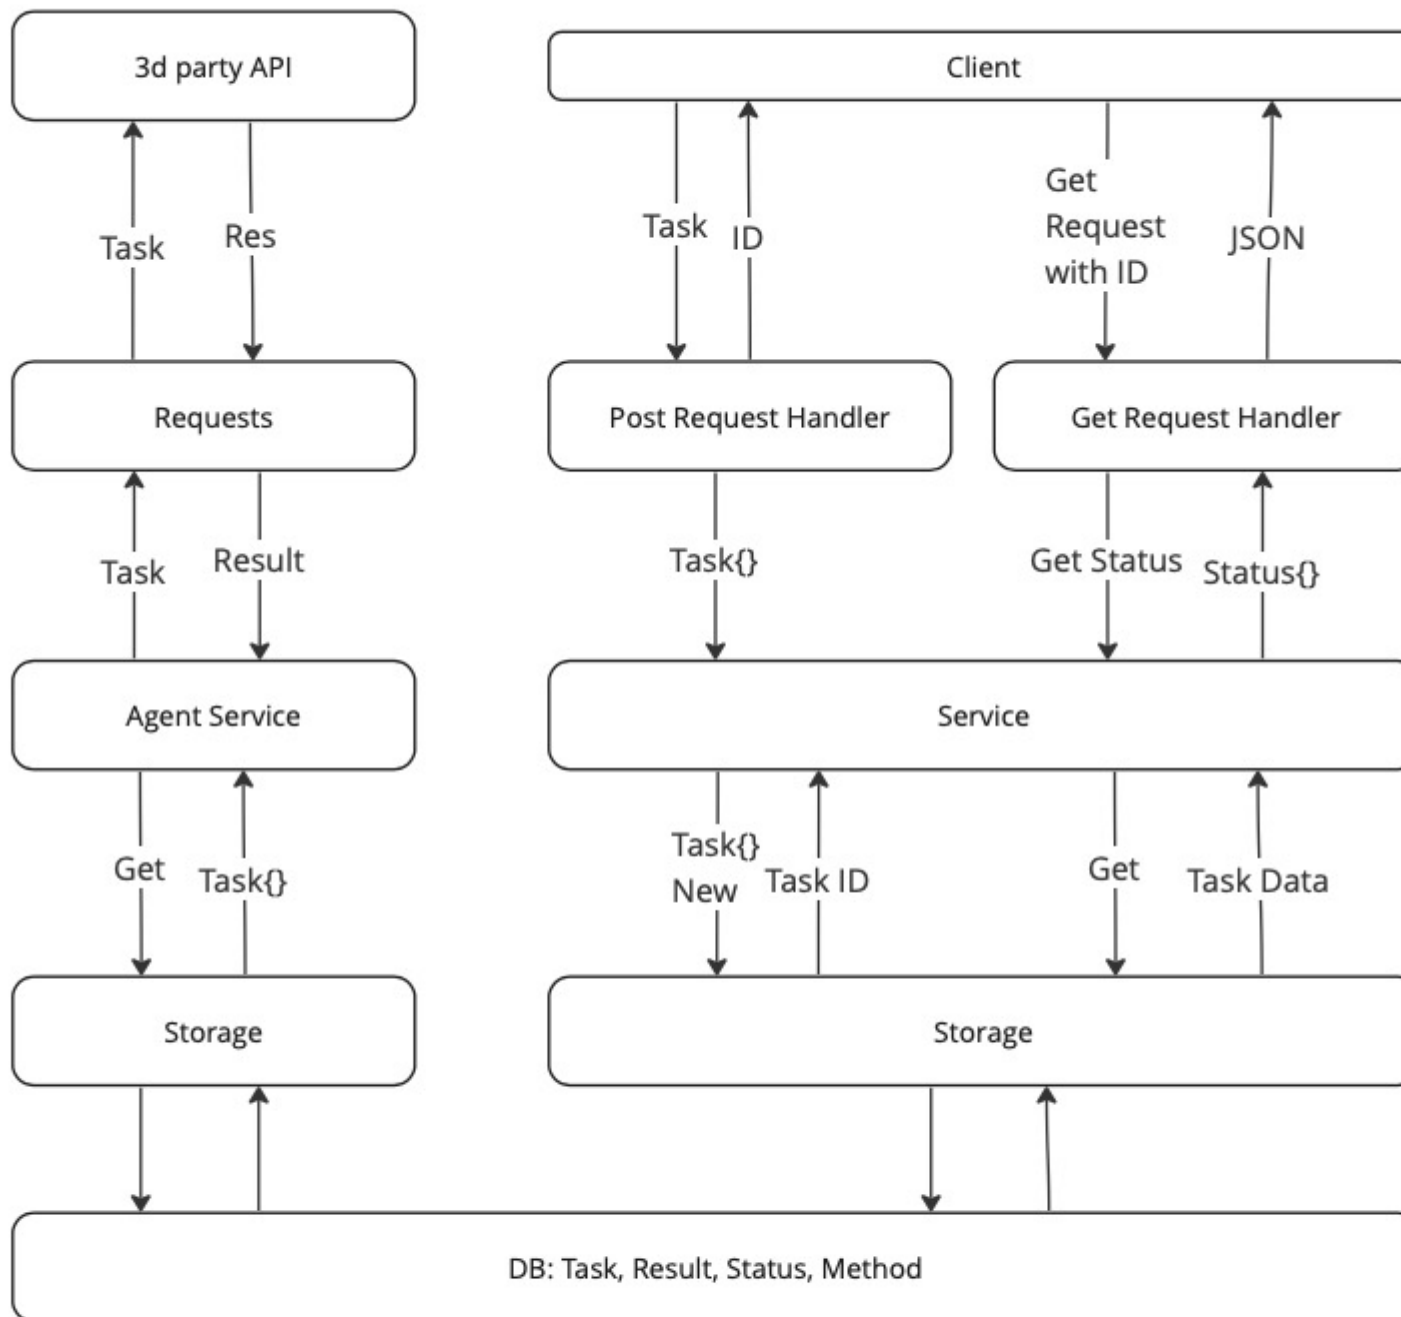 3d party API
Client
Task
Res
Task
ID
Get
Request
with ID
JSON
Requests
Post Request Handler
Get Request Handler
Task
Result
Task{}
Get Status
Status{}
Agent Service
Service
Get
Task{}
Task{}
New
Task ID
Get
Task Data
Storage
Storage
DB: Task, Result, Status, Method